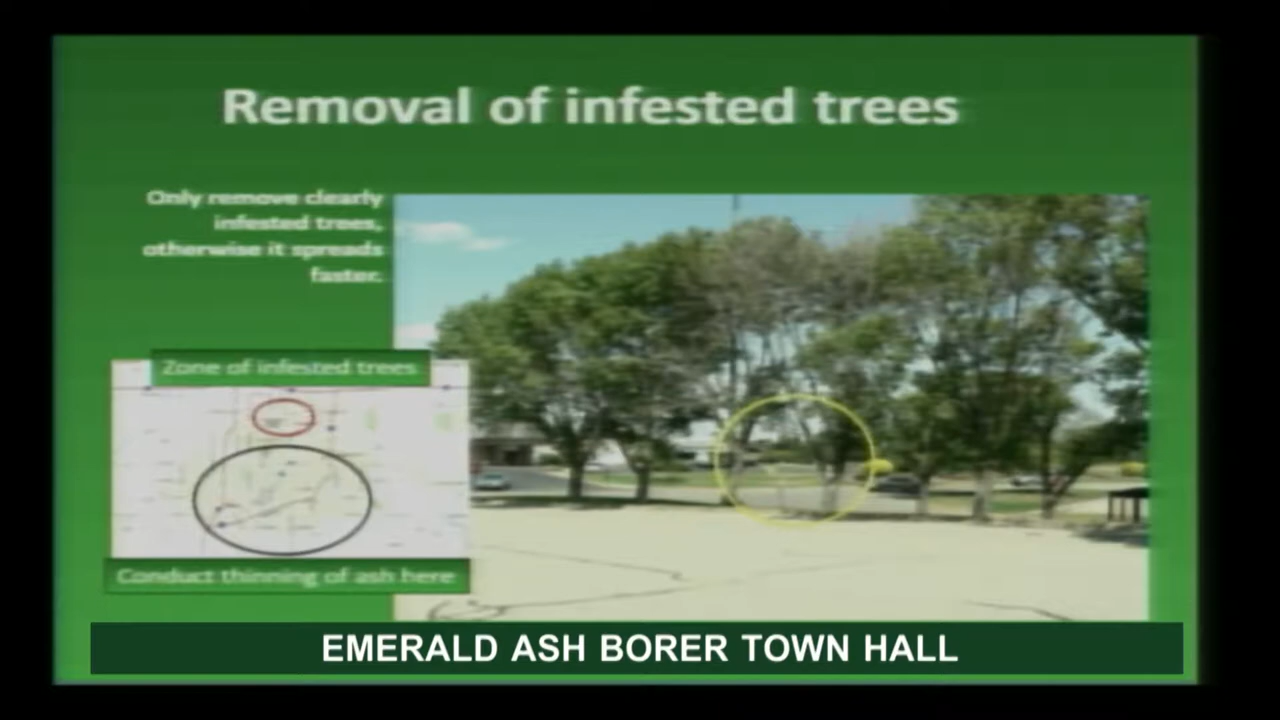 Removal of infested trees
Only remove clearly
infested trees,
otherwise it spreads
faster.
Zone of infested trees
Conduct thinning of ash here
EMERALD ASH BORER TOWN HALL